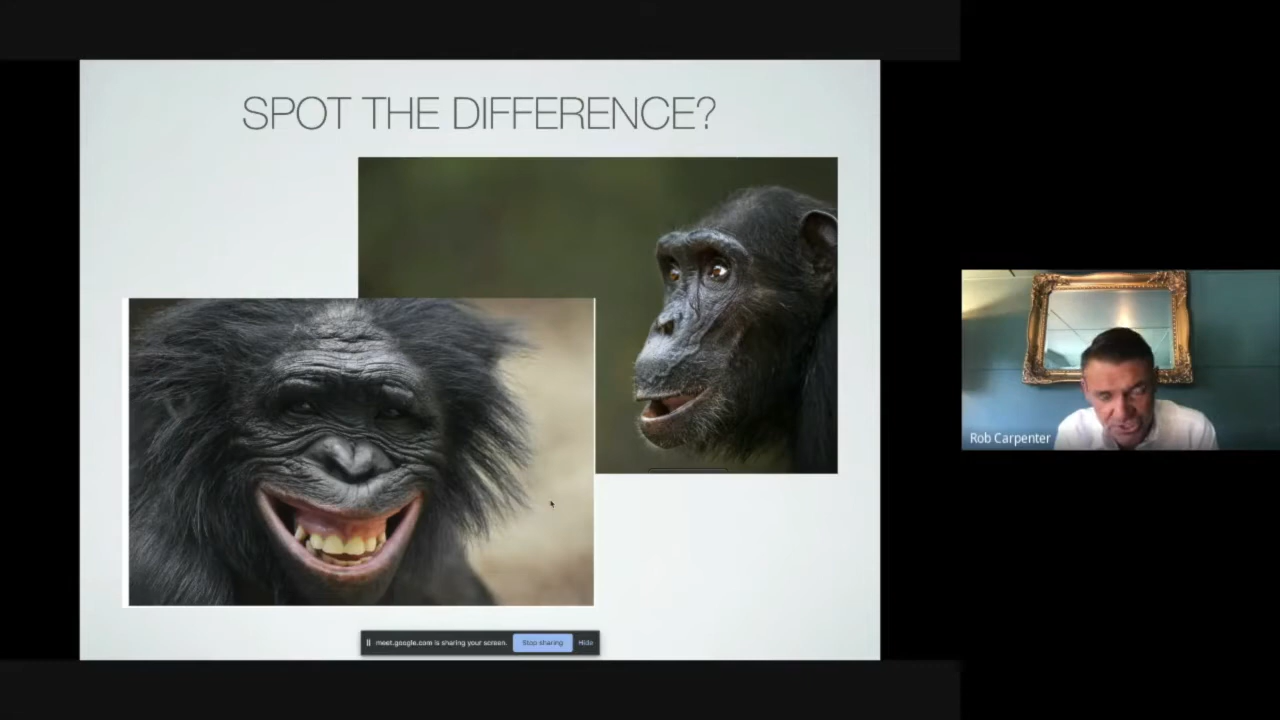 SPOT THE DIFFERENCE?
Rob Carpenter
meet.google.com is sharing your screen. Stop sharing Hide